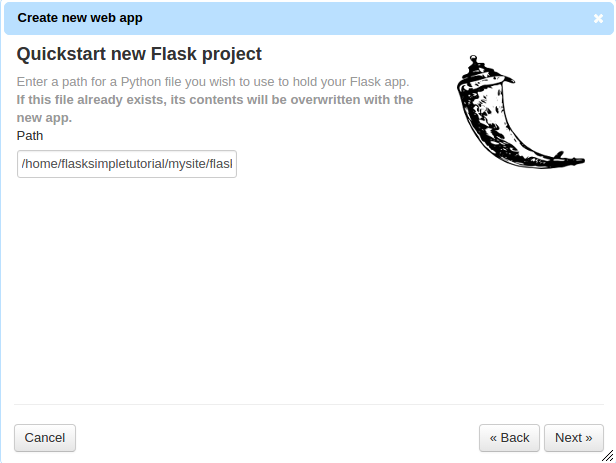 Create new web app
Quickstart new Flask project
Enter a path for a Python file you wish to use to hold your Flask app.
If this file already exists, its contents will be overwritten with the
new app.
Path
/home/flasksimpletutorial/mysite/flasl
Cancel
« Back
Next »